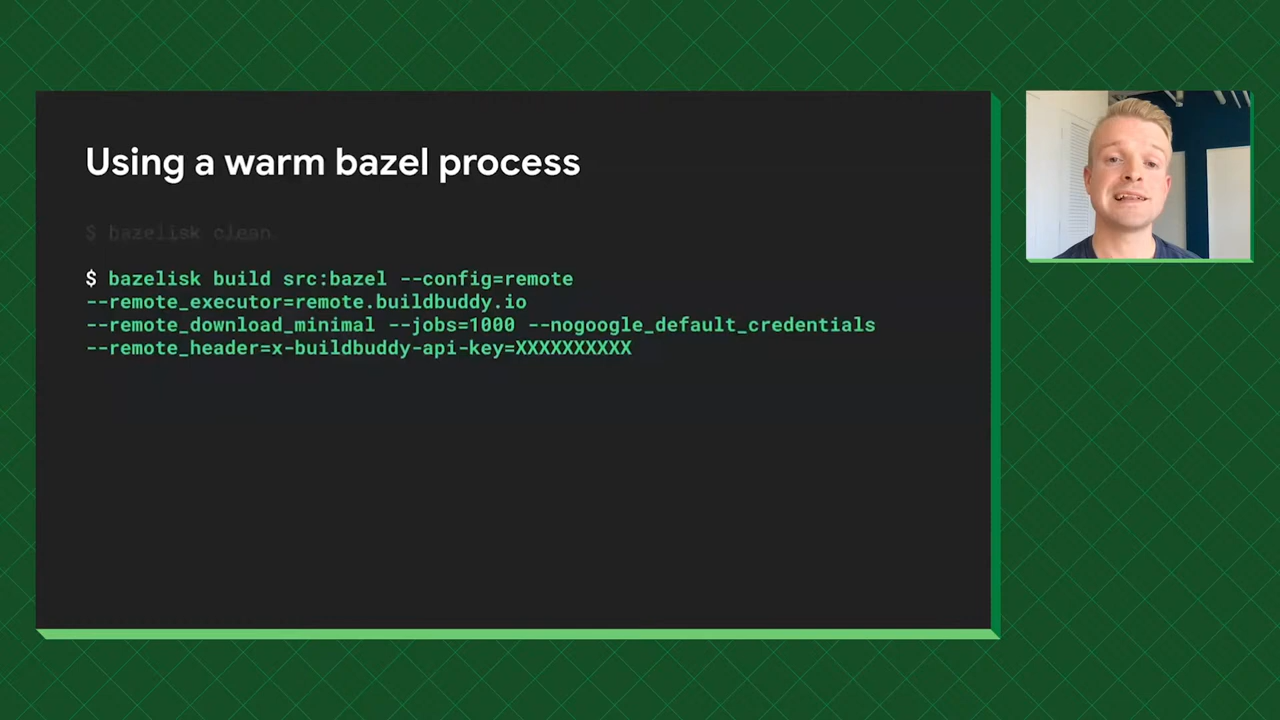 Using a warm bazel process
$ bazelisk clean
$ bazelisk build src:bazel --config=remote
--remote_executor=remote.buildbuddy.io
--remote_download_minimal --jobs=1000 --nogoogle_default_credentials
--remote_header=x-buildbuddy-api-key=XXXXXXXXXX